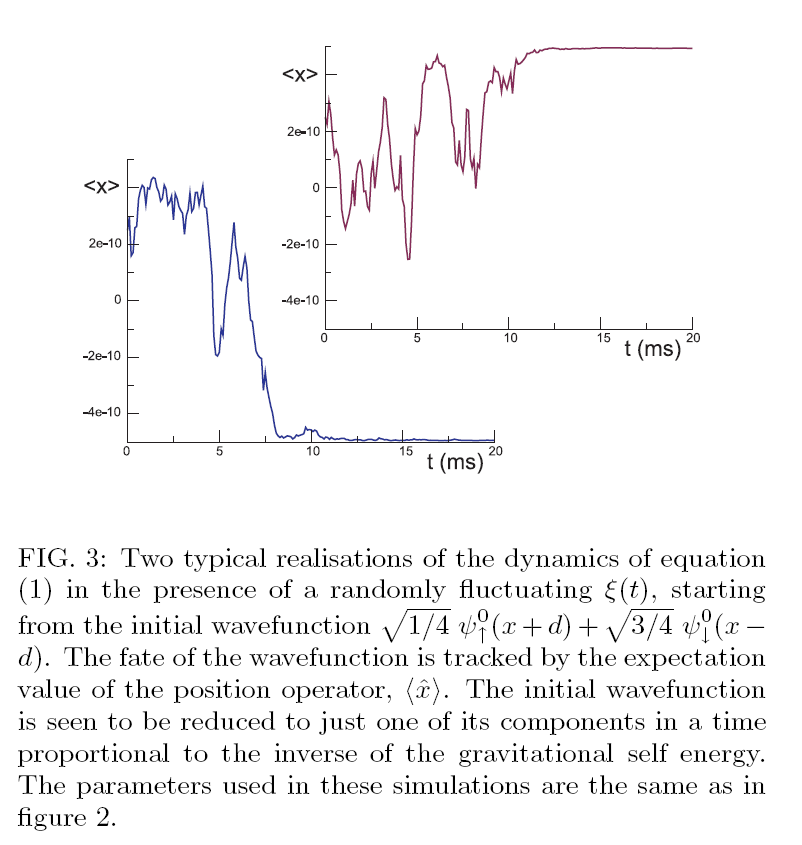 <x>
2e-10
0
-2e-10
-4e-10
0
5
10
15
20
t (ms)
<x>
2e-10
0
-2e-10
-4e-10
0
5
10
15
20
t (ms)
FIG. 3: Two typical realisations of the dynamics of equation
(1) in the presence of a randomly fluctuating ξ(t), starting
from the initial wavefunction √1/4 ψ⁰↑(x + d) + √3/4 ψ⁰↓(x −
d). The fate of the wavefunction is tracked by the expectation
value of the position operator, ⟨x̂⟩. The initial wavefunction
is seen to be reduced to just one of its components in a time
proportional to the inverse of the gravitational self energy.
The parameters used in these simulations are the same as in
figure 2.